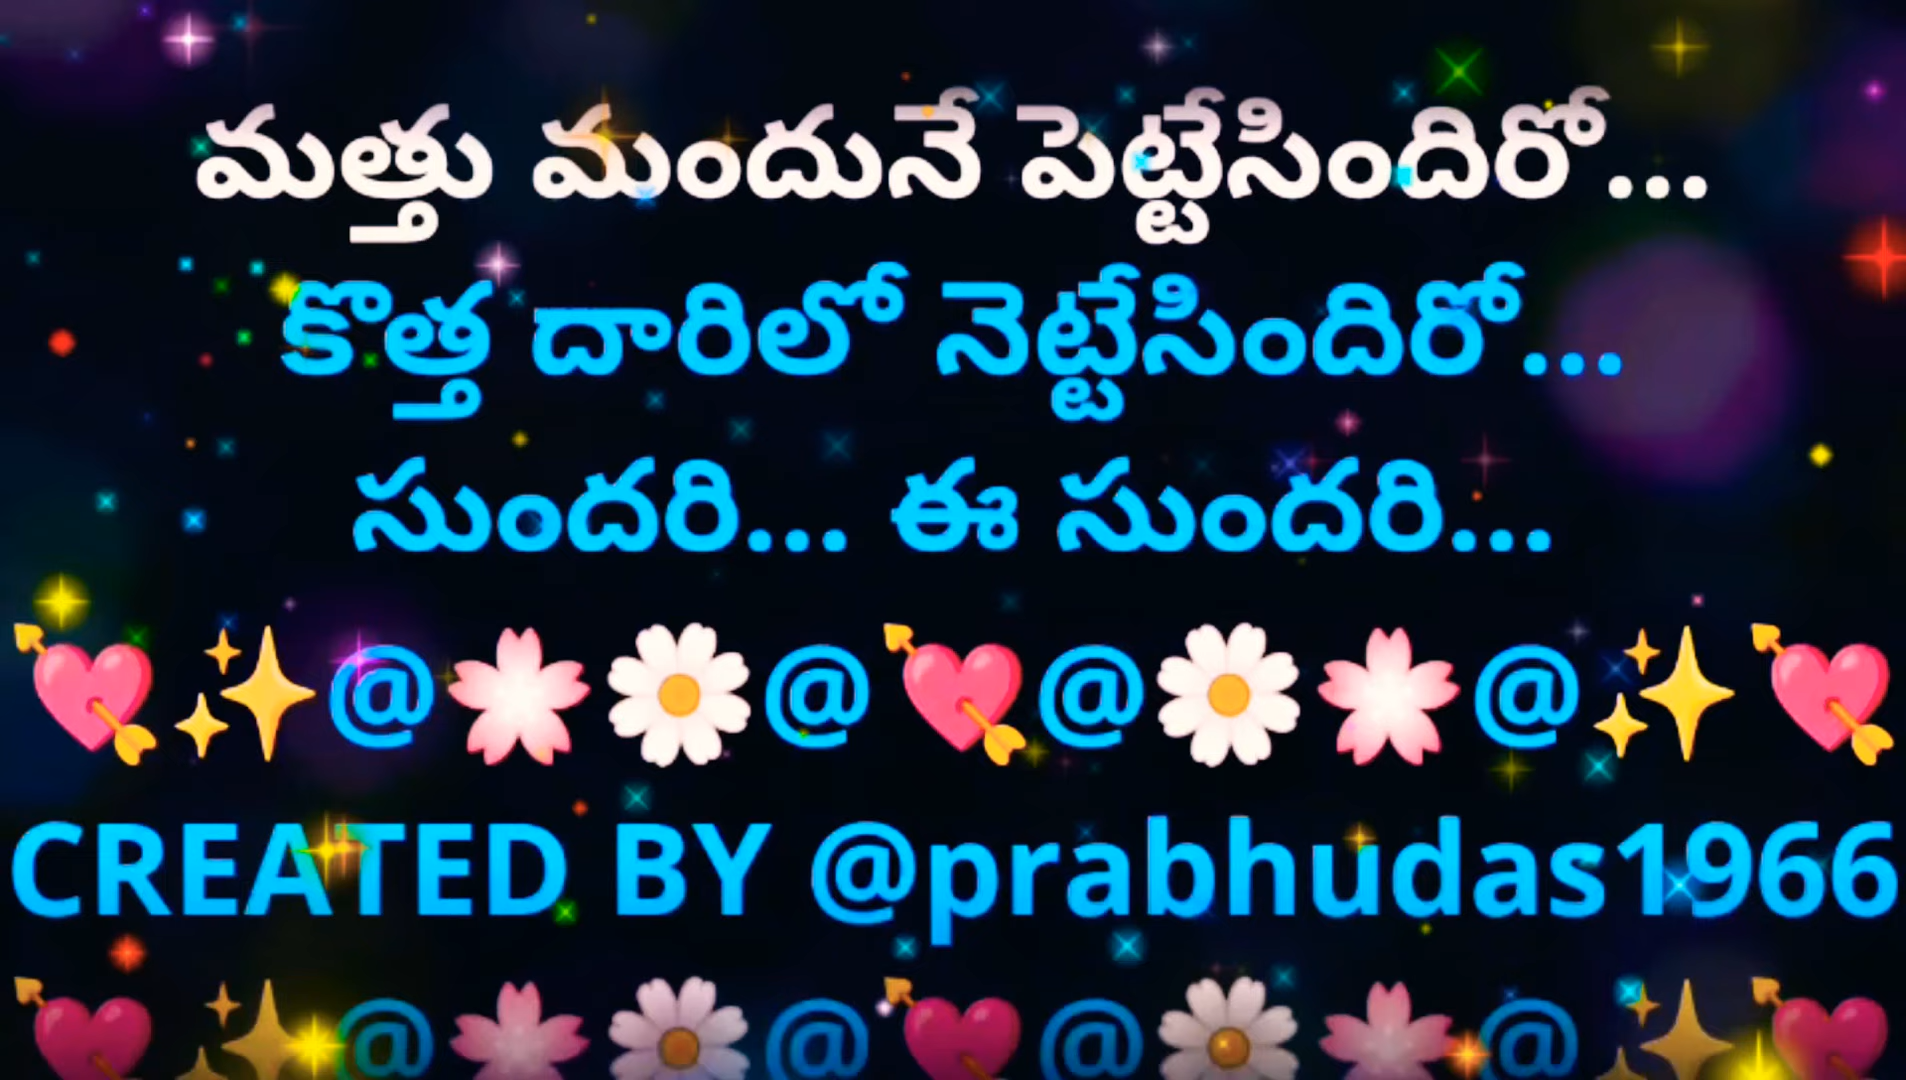 మత్తు మందునే పెట్టేసిందిరో...
కొత్త దారిలో నెట్టేసిందిరో...
సుందరి... ఈ సుందరి...
💘✨@🌸🌼@💘@🌼🌸@✨💘
CREATED BY @prabhudas1966
💘✨@🌸🌼@💘@🌼🌸@✨💘